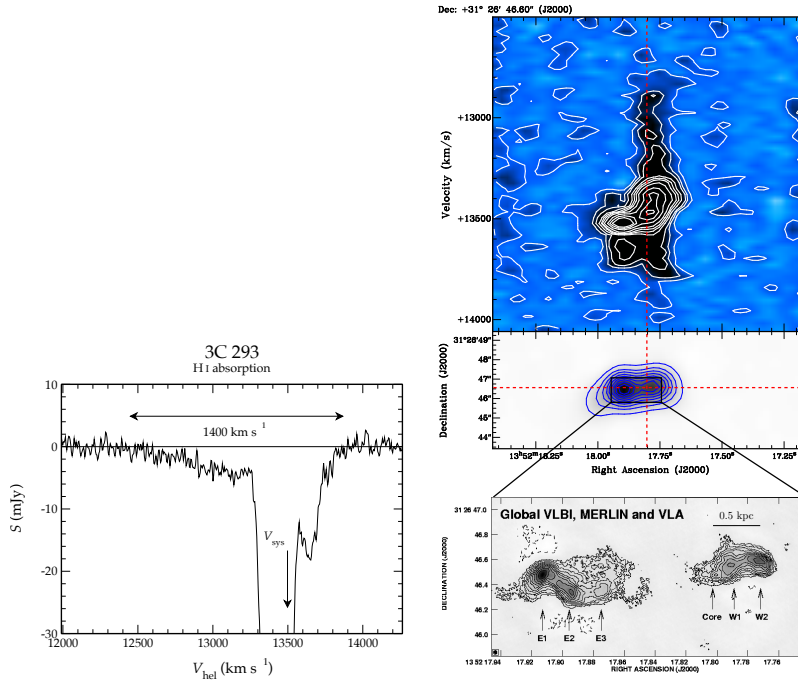 3C 293
H I absorption
10
0
-10
-20
-30
S (mJy)
1400 km s⁻¹
V_sys
12000 13000 14000
V_hel (km s⁻¹)
Dec: +31° 26' 46.60" (J2000)
+13000
+13500
+14000
Velocity (km/s)
31°26'49"
48"
47"
46"
45"
44"
Declination (J2000)
13ʰ52ᵐ18.25ˢ 18.00ˢ 17.75ˢ 17.50ˢ 17.25ˢ
Right Ascension (J2000)
Global VLBI, MERLIN and VLA
0.5 kpc
31 26 47.0
46.8
46.6
46.4
46.2
46.0
DECLINATION (J2000)
E1 E2 E3
Core W1 W2
13 52 17.94 17.92 17.90 17.88 17.86 17.84 17.82 17.80 17.78 17.76
RIGHT ASCENSION (J2000)